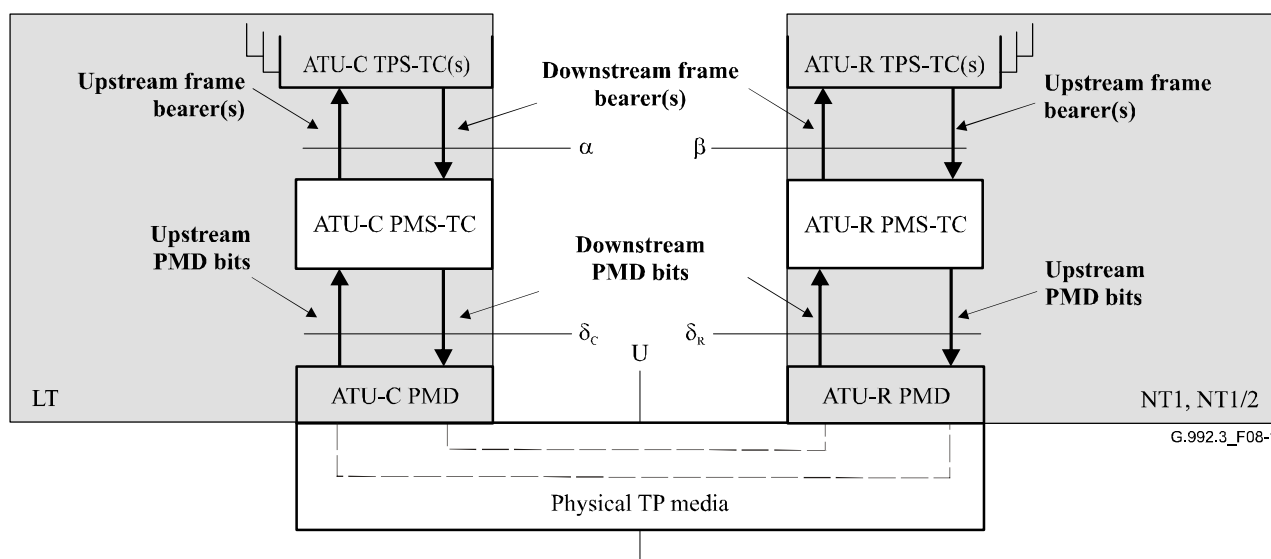 ATU-C TPS-TC(s)
ATU-R TPS-TC(s)
Upstream frame
bearer(s)
Downstream frame
bearer(s)
Upstream frame
bearer(s)
α
β
ATU-C PMS-TC
ATU-R PMS-TC
Upstream
PMD bits
Downstream
PMD bits
Upstream
PMD bits
δC
δR
U
LT
ATU-C PMD
ATU-R PMD
NT1, NT1/2
G.992.3_F08-
Physical TP media